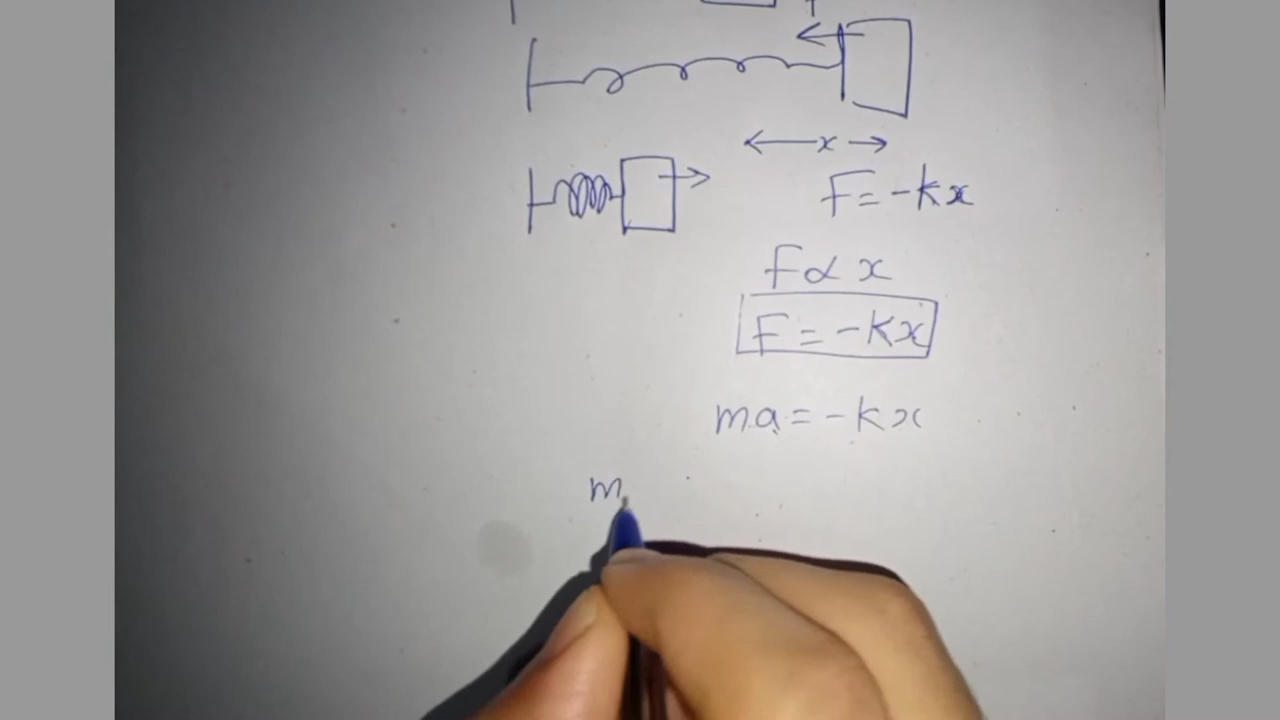 x
F = -kx
F ∝ x
F = -kx
ma = -kx
m